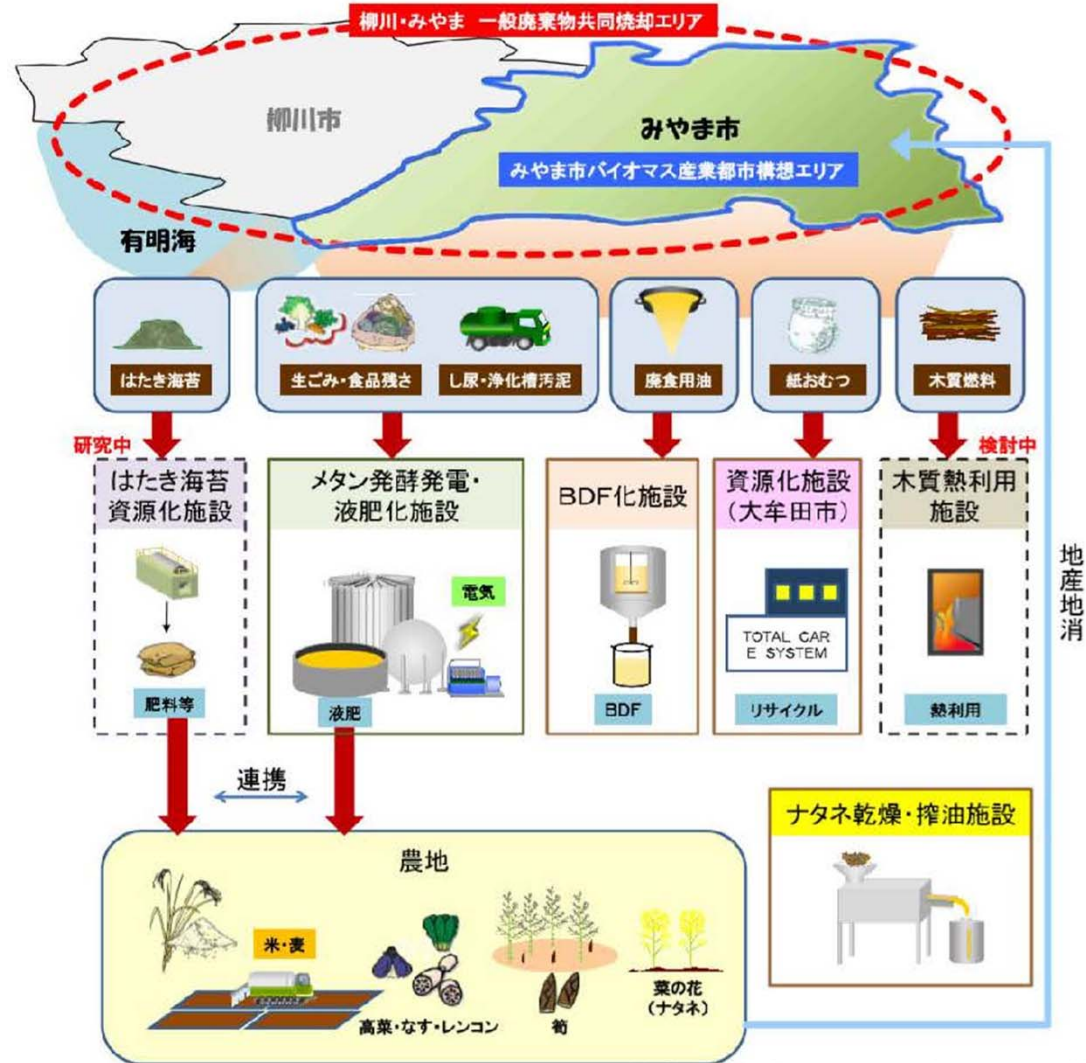 柳川・みやま 一般廃棄物共同焼却エリア
柳川市
みやま市
みやま市バイオマス産業都市構想エリア
有明海
はたき海苔
生ごみ・食品残さ
し尿・浄化槽汚泥
廃食用油
紙おむつ
木質燃料
研究中
検討中
はたき海苔
資源化施設
メタン発酵発電・
液肥化施設
BDF化施設
資源化施設
(大牟田市)
木質熱利用
施設
電気
TOTAL CAR
E SYSTEM
肥料等
液肥
BDF
リサイクル
熱利用
地産地消
連携
ナタネ乾燥・搾油施設
農地
米・麦
高菜・なす・レンコン
筍
菜の花
(ナタネ)